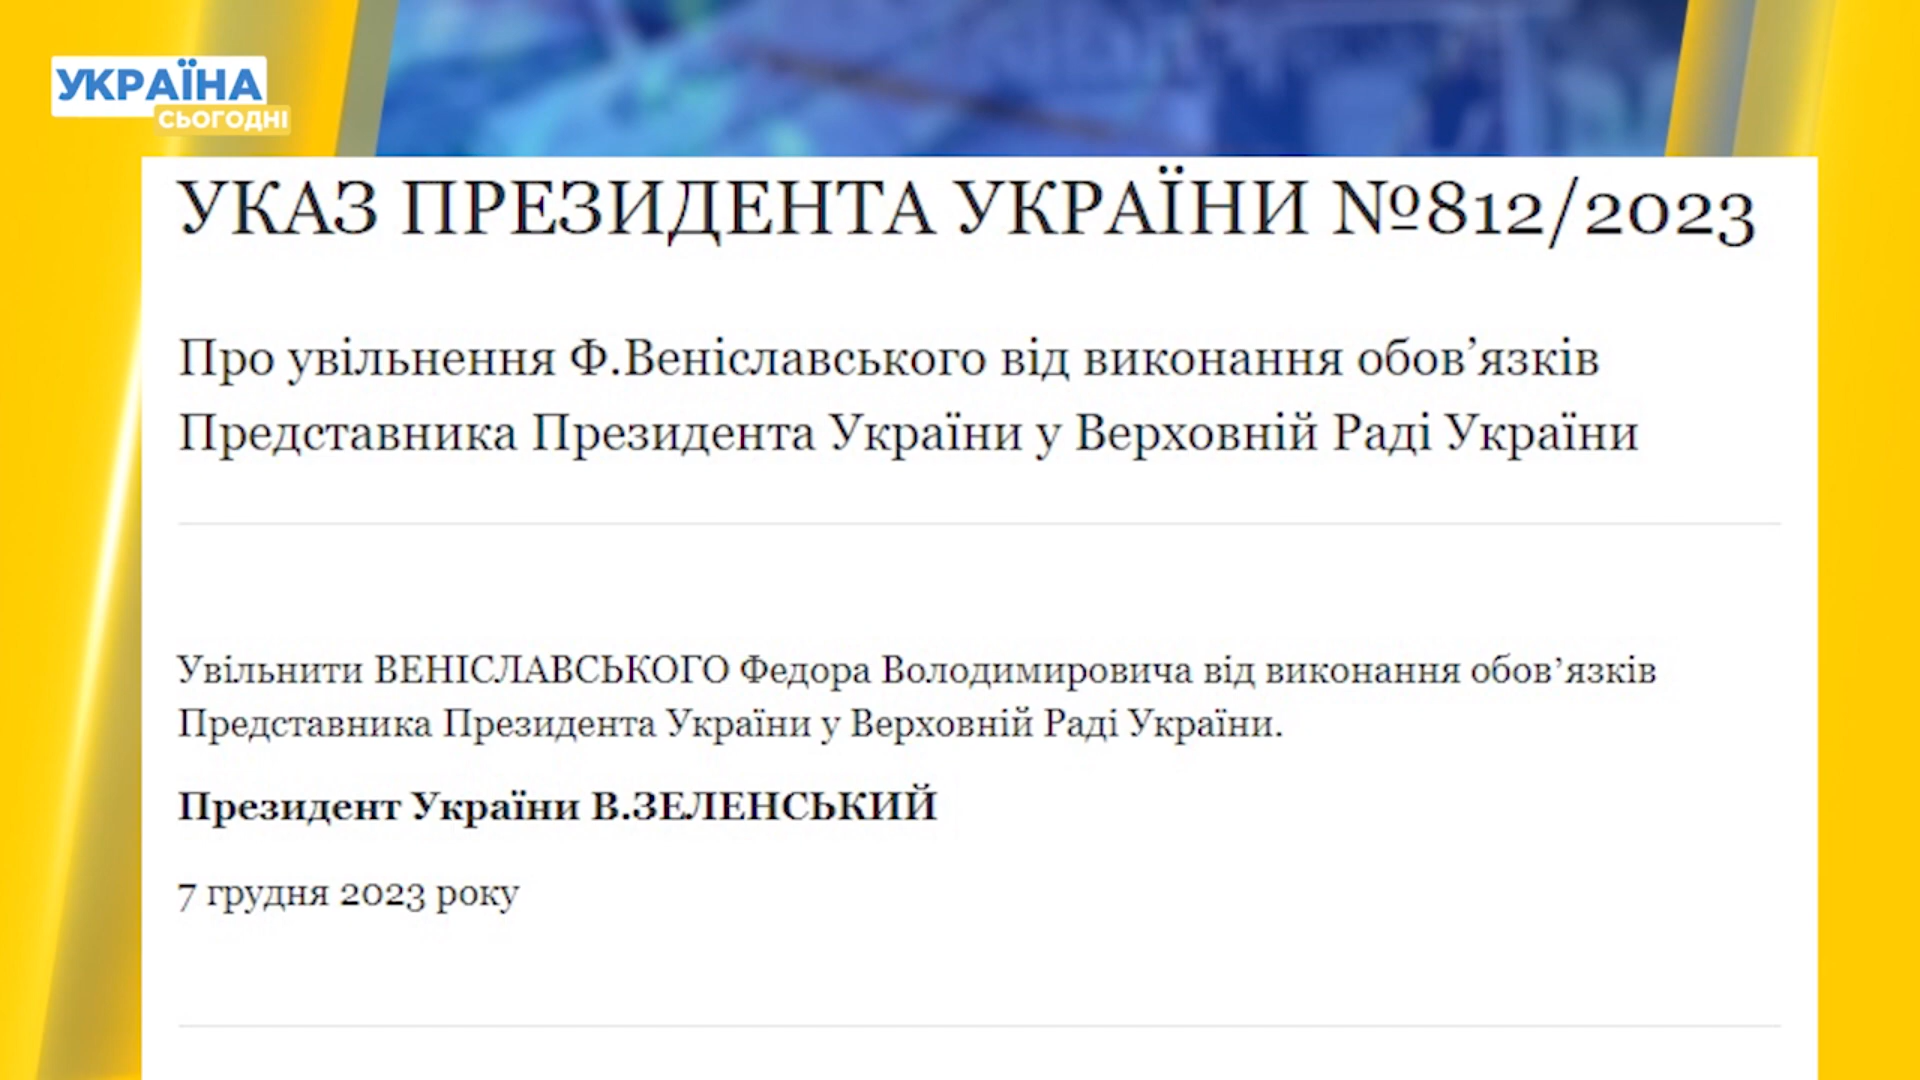 УКРАЇНА
СЬОГОДНІ
УКАЗ ПРЕЗИДЕНТА УКРАЇНИ №812/2023
Про увільнення Ф.Веніславського від виконання обов’язків
Представника Президента України у Верховній Раді України
Увільнити ВЕНІСЛАВСЬКОГО Федора Володимировича від виконання обов’язків
Представника Президента України у Верховній Раді України.
Президент України В.ЗЕЛЕНСЬКИЙ
7 грудня 2023 року